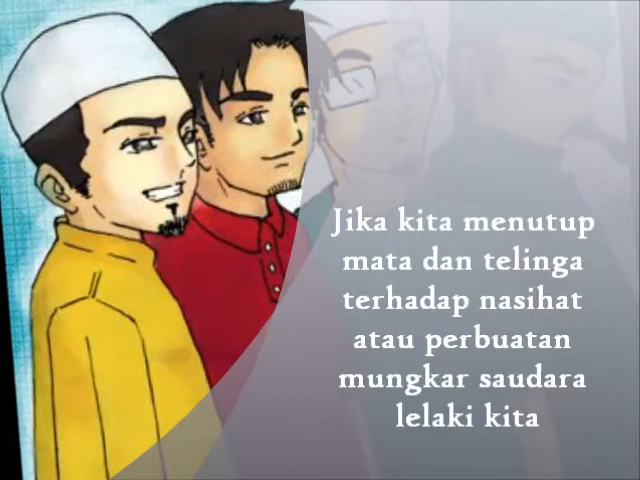 Jika kita menutup
mata dan telinga
terhadap nasihat
atau perbuatan
mungkar saudara
lelaki kita